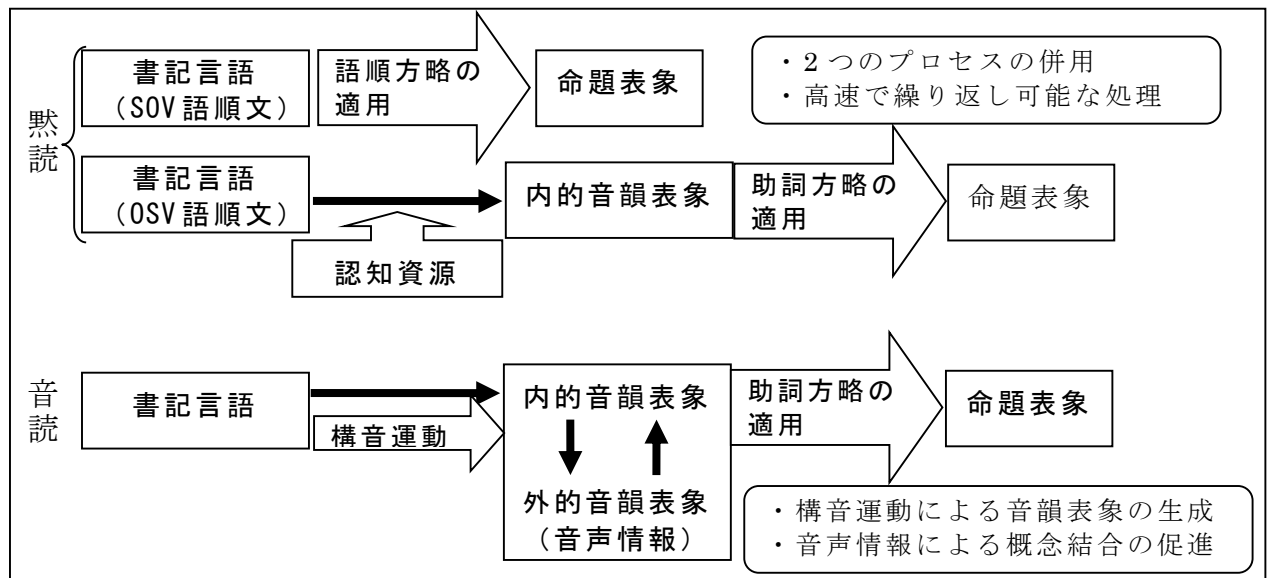 黙読
書記言語
(SOV語順文)
語順方略の
適用
命題表象
・2つのプロセスの併用
・高速で繰り返し可能な処理
書記言語
(OSV語順文)
認知資源
内的音韻表象
助詞方略の
適用
命題表象
音読
書記言語
構音運動
内的音韻表象
外的音韻表象
(音声情報)
助詞方略の
適用
命題表象
・構音運動による音韻表象の生成
・音声情報による概念結合の促進